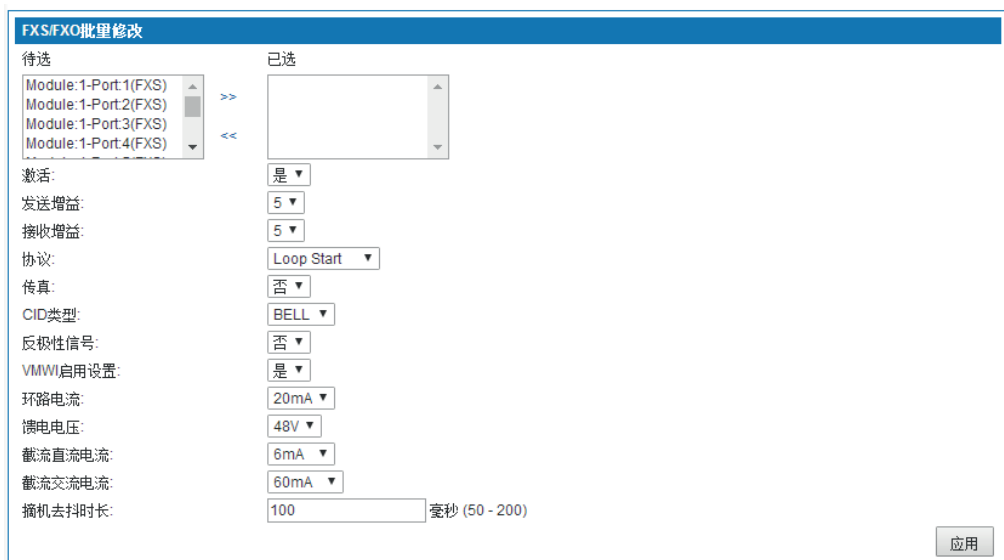 FXS/FXO批量修改
待选 已选
Module:1-Port:1(FXS)
Module:1-Port:2(FXS) >>
Module:1-Port:3(FXS)
Module:1-Port:4(FXS) <<
激活: 是
发送增益: 5
接收增益: 5
协议: Loop Start
传真: 否
CID类型: BELL
反极性信号: 否
VMWI启用设置: 是
环路电流: 20mA
馈电电压: 48V
截流直流电流: 6mA
截流交流电流: 60mA
摘机去抖时长: 100 毫秒 (50 - 200)
应用